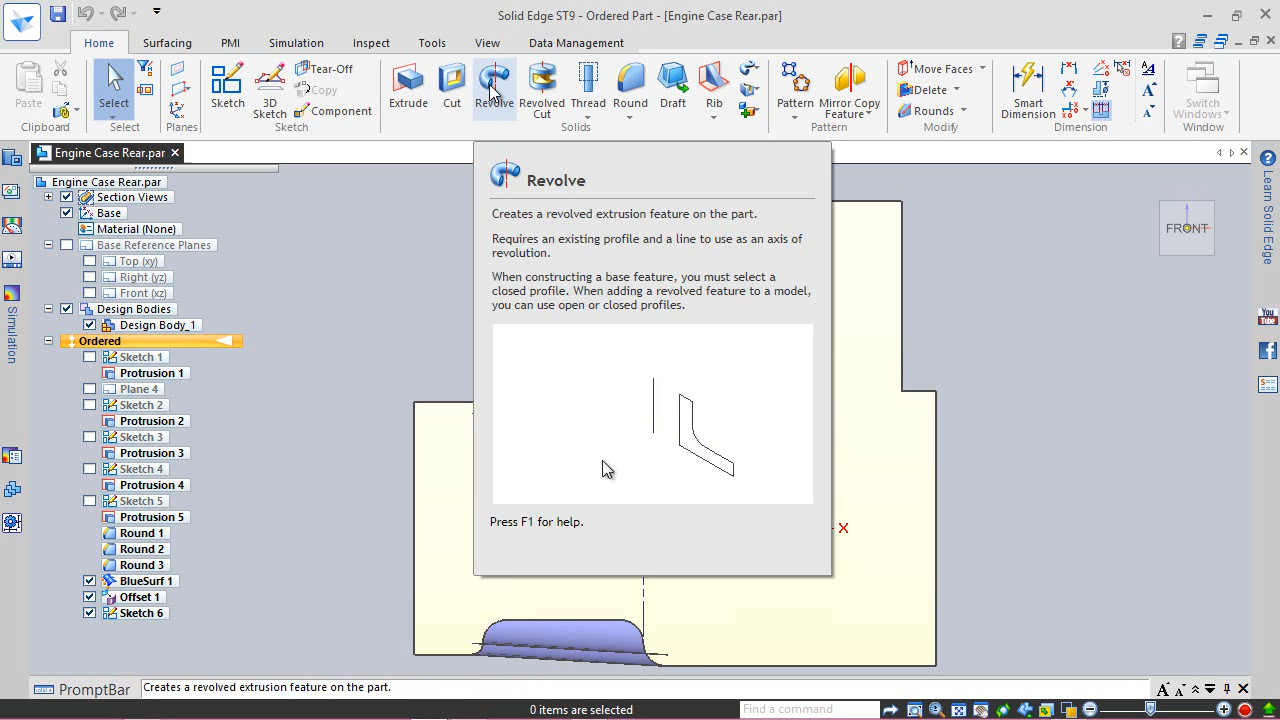 Solid Edge ST9 - Ordered Part - [Engine Case Rear.par]
Home Surfacing PMI Simulation Inspect Tools View Data Management
Paste
Clipboard
Select
Select
Planes
Sketch
3D
Sketch
Tear-Off
Copy
Component
Sketch
Extrude
Cut
Revolve
Revolved
Cut
Thread
Round
Draft
Rib
Solids
Pattern
Mirror Copy
Feature
Pattern
Move Faces
Delete
Rounds
Modify
Smart
Dimension
Dimension
Switch
Windows
Window
Engine Case Rear.par
Engine Case Rear.par
Section Views
Base
Material (None)
Base Reference Planes
Top (xy)
Right (yz)
Front (xz)
Design Bodies
Design Body_1
Ordered
Sketch 1
Protrusion 1
Plane 4
Sketch 2
Protrusion 2
Sketch 3
Protrusion 3
Sketch 4
Protrusion 4
Sketch 5
Protrusion 5
Round 1
Round 2
Round 3
BlueSurf 1
Offset 1
Sketch 6
Simulation
Revolve
Creates a revolved extrusion feature on the part.
Requires an existing profile and a line to use as an axis of
revolution.
When constructing a base feature, you must select a
closed profile. When adding a revolved feature to a model,
you can use open or closed profiles.
Press F1 for help.
FRONT
X
Learn Solid Edge
You
Tube
PromptBar
Creates a revolved extrusion feature on the part.
0 items are selected
Find a command